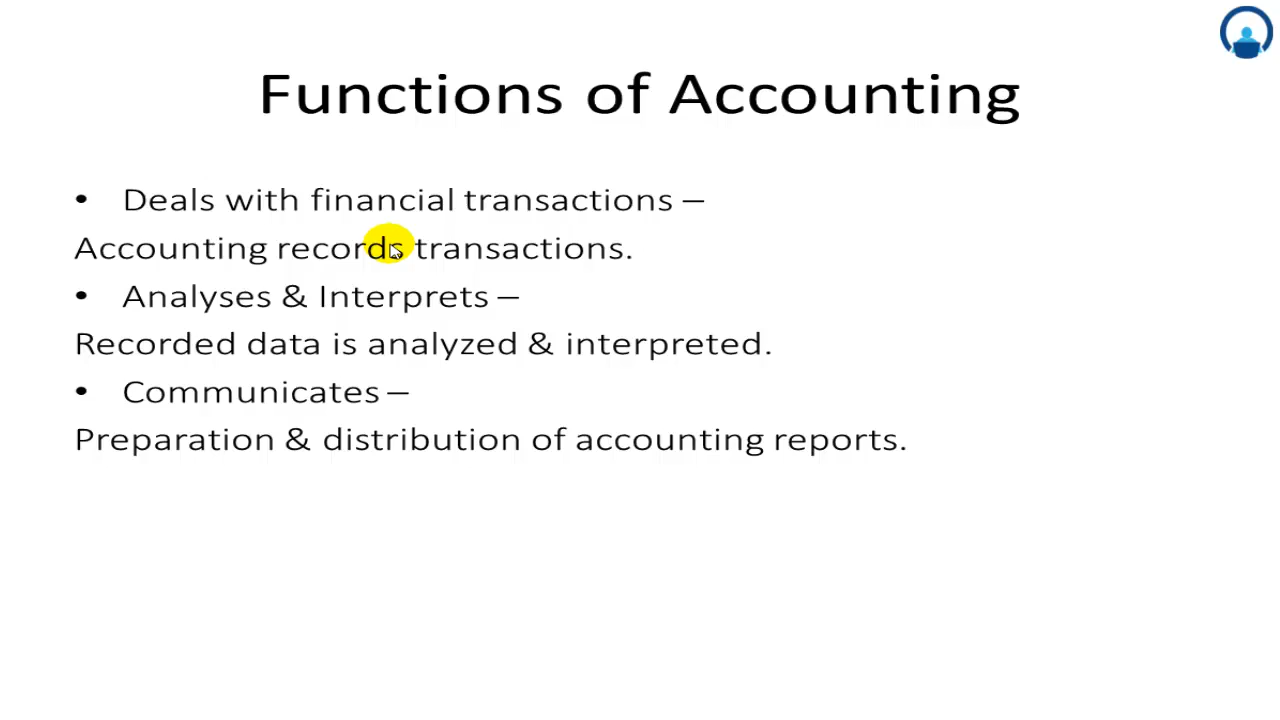 Functions of Accounting
• Deals with financial transactions –
Accounting records transactions.
• Analyses & Interprets –
Recorded data is analyzed & interpreted.
• Communicates –
Preparation & distribution of accounting reports.